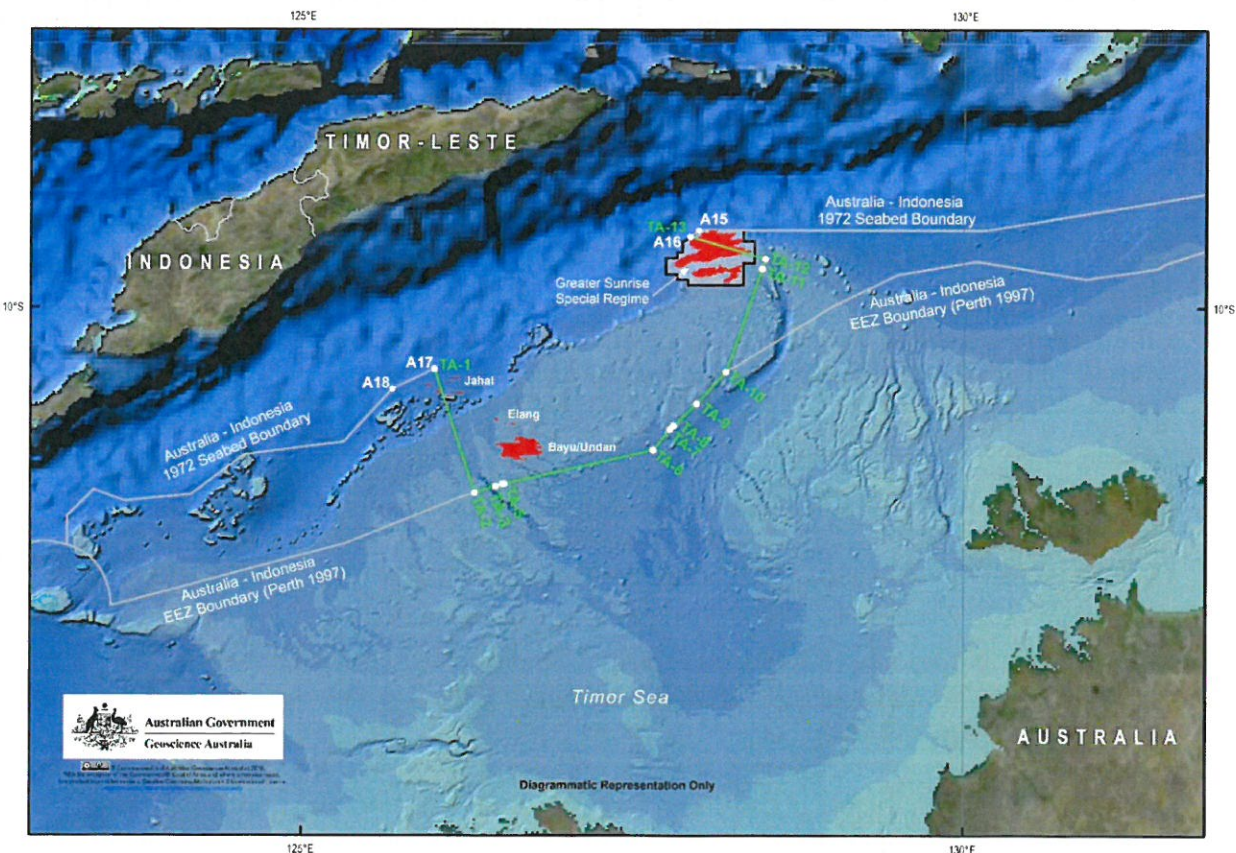 125°E
130°E
TIMOR-LESTE
Australia - Indonesia
1972 Seabed Boundary
A15
TA-13
A16
INDONESIA
Greater Sunrise
Special Regime
10°S
10°S
Australia - Indonesia
EEZ Boundary (Perth 1997)
A17
TA-1
A18
Jahal
TA-10
Elang
TA-9
Australia - Indonesia
1972 Seabed Boundary
Bayu/Undan
TA-8
TA-7
TA-6
Australia - Indonesia
EEZ Boundary (Perth 1997)
Timor Sea
Australian Government
Geoscience Australia
AUSTRALIA
Diagrammatic Representation Only
125°E
130°E